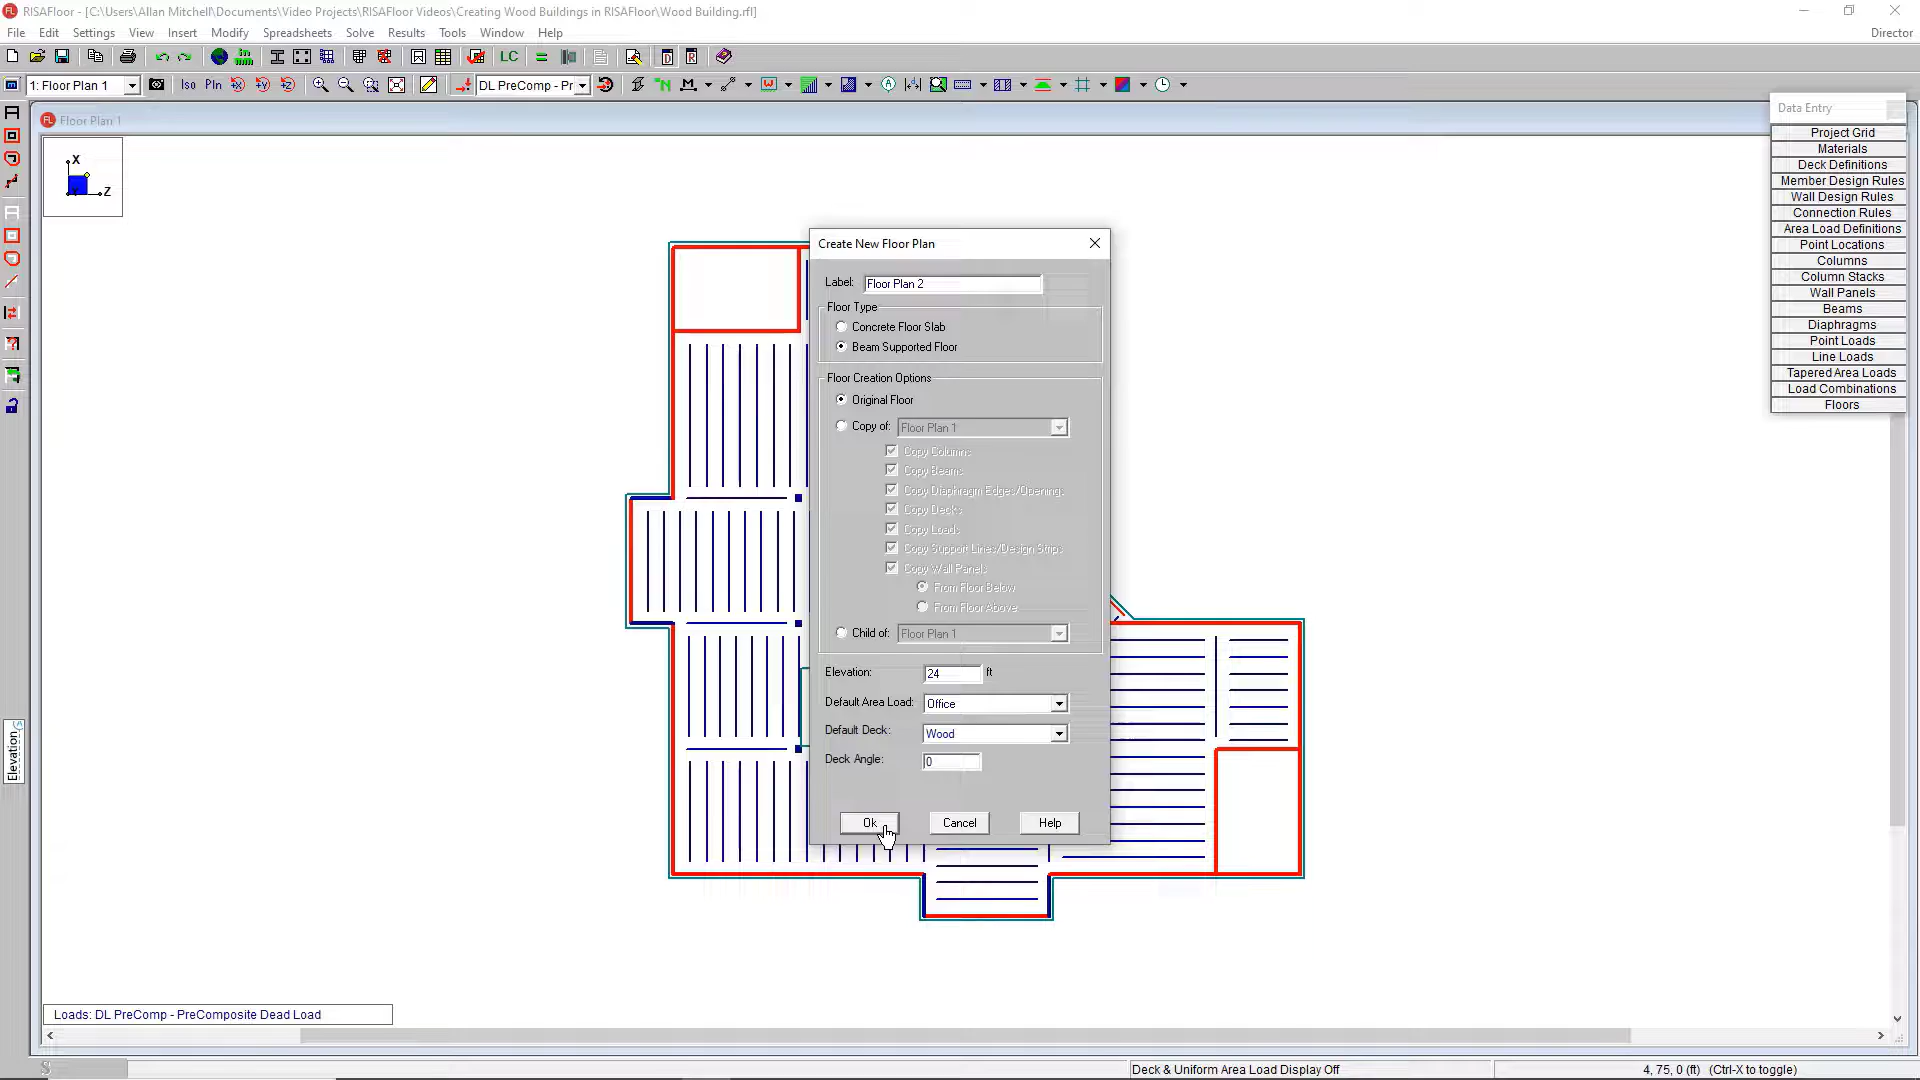 RISAFloor - [C:\Users\Allan Mitchell\Documents\Video Projects\RISAFloor Videos\Creating Wood Buildings in RISAFloor\Wood Building.rfl]
File Edit Settings View Insert Modify Spreadsheets Solve Results Tools Window Help Director
LC
1: Floor Plan 1 Iso Pln DL PreComp - Pr
Floor Plan 1
X
Z
Elevation
Data Entry
Project Grid
Materials
Deck Definitions
Member Design Rules
Wall Design Rules
Connection Rules
Area Load Definitions
Point Locations
Columns
Column Stacks
Wall Panels
Beams
Diaphragms
Point Loads
Line Loads
Tapered Area Loads
Load Combinations
Floors
Create New Floor Plan
Label: Floor Plan 2
Floor Type
Concrete Floor Slab
Beam Supported Floor
Floor Creation Options
Original Floor
Copy of: Floor Plan 1
Copy Columns
Copy Beams
Copy Diaphragm Edges/Openings
Copy Decks
Copy Loads
Copy Support Lines/Design Strips
Copy Wall Panels
From Floor Below
From Floor Above
Child of: Floor Plan 1
Elevation: 24 ft
Default Area Load: Office
Default Deck: Wood
Deck Angle: 0
Ok Cancel Help
Loads: DL PreComp - PreComposite Dead Load
S Deck & Uniform Area Load Display Off 4, 75, 0 (ft) (Ctrl-X to toggle)